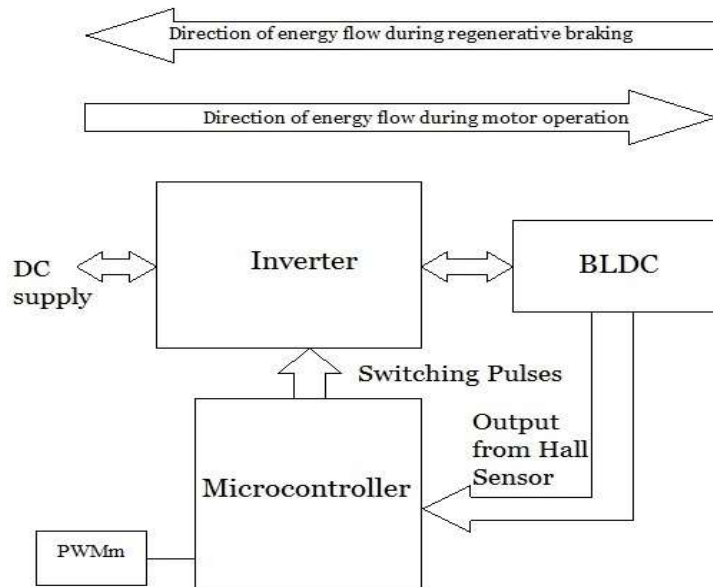 Direction of energy flow during regenerative braking
Direction of energy flow during motor operation
Inverter
BLDC
DC
supply
Switching Pulses
Output
from Hall
Sensor
Microcontroller
PWMm